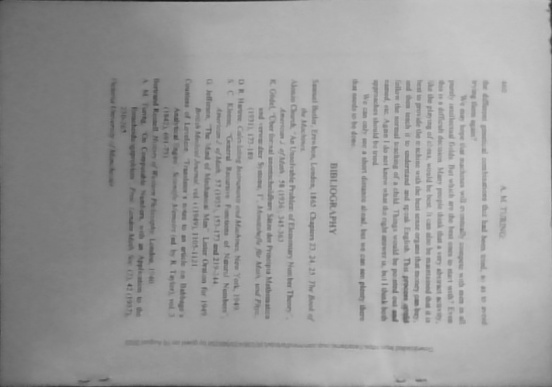 460 A. M. TURING
the different genetical combinations that had been tried, so as to avoid
trying them again?
We may hope that machines will eventually compete with men in all
purely intellectual fields. But which are the best ones to start with? Even
this is a difficult decision. Many people think that a very abstract activity,
like the playing of chess, would be best. It can also be maintained that it is
best to provide the machine with the best sense organs that money can buy,
and then teach it to understand and speak English. This process could
follow the normal teaching of a child. Things would be pointed out and
named, etc. Again I do not know what the right answer is, but I think both
approaches should be tried.
We can only see a short distance ahead, but we can see plenty there
that needs to be done.
BIBLIOGRAPHY
Samuel Butler, Erewhon, London, 1865. Chapters 23, 24, 25, The Book of
the Machines.
Alonzo Church, "An Unsolvable Problem of Elementary Number Theory",
American J. of Math., 58 (1936), 345-363.
K. Gödel, "Über formal unentscheidbare Sätze der Principia Mathematica
und verwandter Systeme, I", Monatshefte für Math. und Phys.,
(1931), 173-189.
D. R. Hartree, Calculating Instruments and Machines, New York, 1949.
S. C. Kleene, "General Recursive Functions of Natural Numbers",
American J. of Math., 57 (1935), 153-173 and 219-244.
G. Jefferson, "The Mind of Mechanical Man". Lister Oration for 1949.
British Medical Journal, vol. i (1949), 1105-1121.
Countess of Lovelace, "Translator's notes to an article on Babbage's
Analytical Engine", Scientific Memoirs (ed. by R. Taylor), vol. 3
(1842), 691-731.
Bertrand Russell, History of Western Philosophy, London, 1940.
A. M. Turing, "On Computable Numbers, with an Application to the
Entscheidungsproblem", Proc. London Math. Soc. (2), 42 (1937),
230-265.
Victoria University of Manchester.